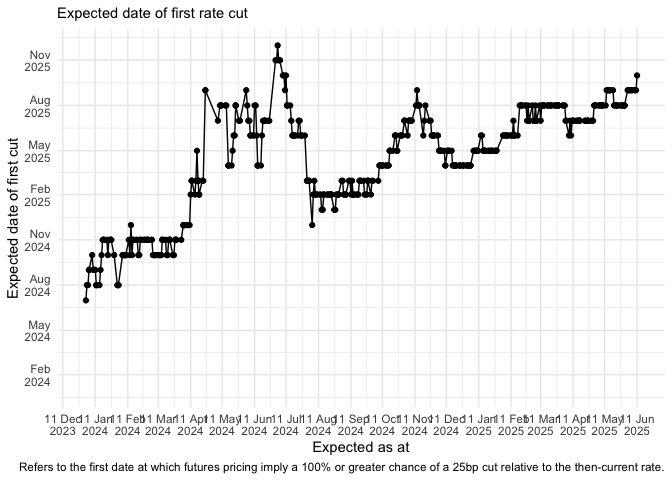 Expected date of first rate cut
Expected date of first cut
Nov
2025
Aug
2025
May
2025
Feb
2025
Nov
2024
Aug
2024
May
2024
Feb
2024
11 Dec 11 Jan 11 Feb 11 Mar 11 Apr 11 May 11 Jun 11 Jul 11 Aug 11 Sep 11 Oct 11 Nov 11 Dec 11 Jan 11 Feb 11 Mar 11 Apr 11 May 11 Jun
2023 2024 2024 2024 2024 2024 2024 2024 2024 2024 2024 2024 2024 2025 2025 2025 2025 2025 2025
Expected as at
Refers to the first date at which futures pricing imply a 100% or greater chance of a 25bp cut relative to the then-current rate.